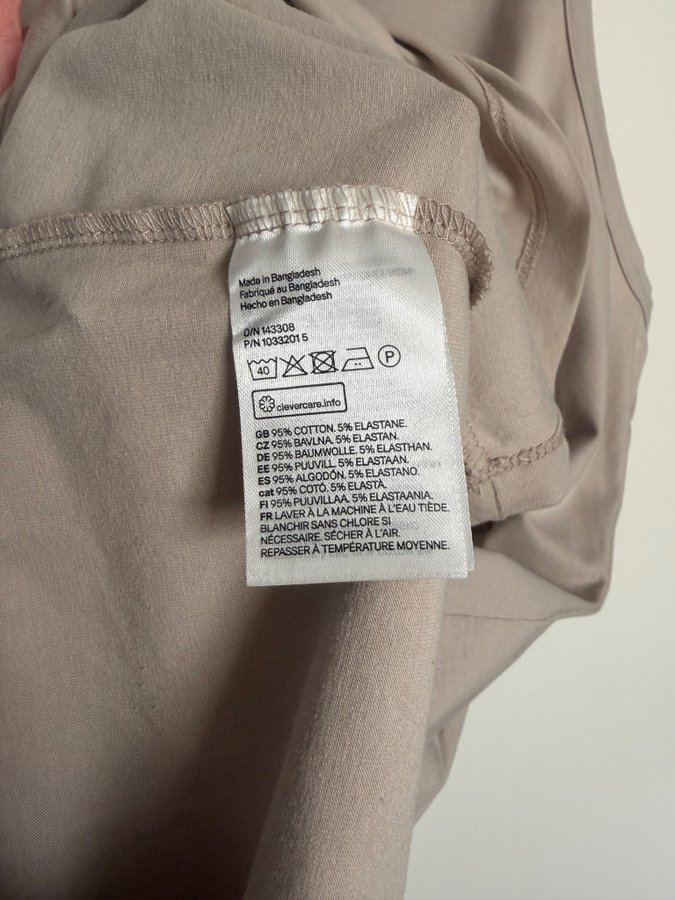 Made in Bangladesh
Fabriqué au Bangladesh
Hecho en Bangladesh
O/N 143308
P/N 1033201 5
40
P
clevercare.info
GB 95% COTTON. 5% ELASTANE.
CZ 95% BAVLNA. 5% ELASTAN.
DE 95% BAUMWOLLE. 5% ELASTHAN.
EE 95% PUUVILL. 5% ELASTAAN.
ES 95% ALGODÓN. 5% ELASTANO.
cat 95% COTÓ. 5% ELASTÀ.
FI 95% PUUVILLAA. 5% ELASTAANIA.
FR LAVER À LA MACHINE À L'EAU TIÈDE.
BLANCHIR SANS CHLORE SI
NÉCESSAIRE. SÉCHER À L'AIR.
REPASSER À TEMPÉRATURE MOYENNE.